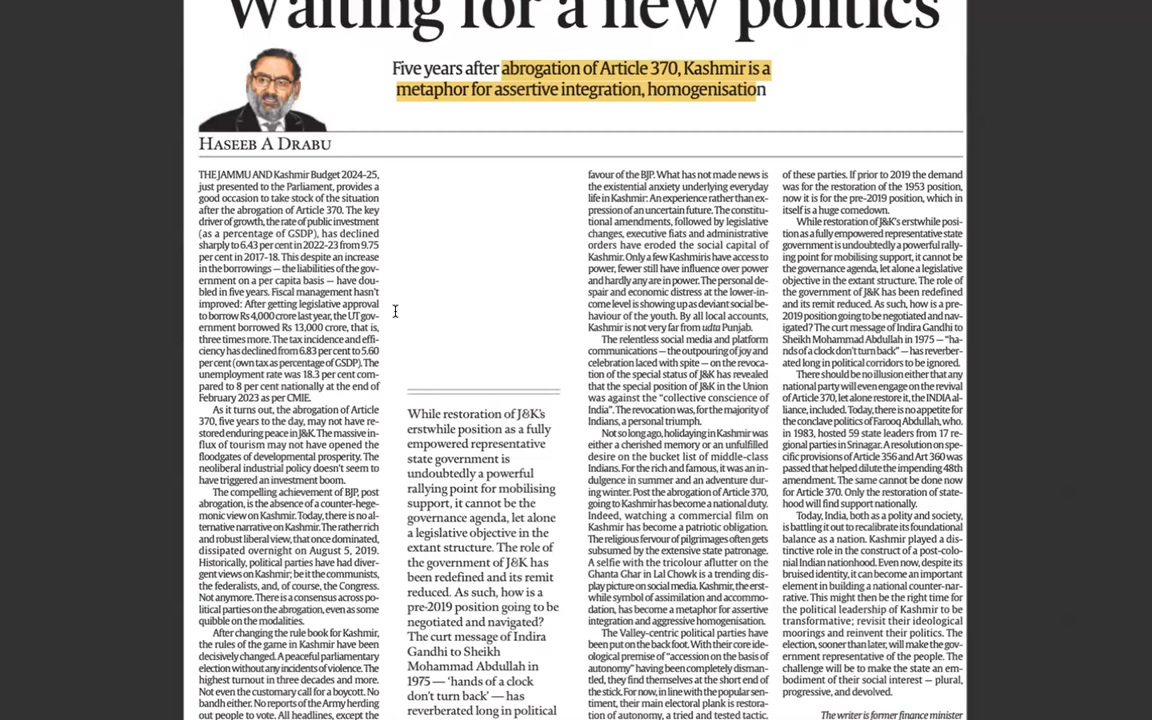 Waiting for a new politics
Five years after abrogation of Article 370, Kashmir is a
metaphor for assertive integration, homogenisation
HASEEB A DRABU
THE JAMMU AND Kashmir Budget 2024-25,
just presented to the Parliament, provides a
good occasion to take stock of the situation
after the abrogation of Article 370. The key
driver of growth, the rate of public investment
(as a percentage of GSDP), has declined
sharply to 6.43 per cent in 2022-23 from 9.75
per cent in 2017-18. This despite an increase
in the borrowings — the liabilities of the gov-
ernment on a per capita basis — have dou-
bled in five years. Fiscal management hasn't
improved: After getting legislative approval
to borrow Rs 4,000 crore last year, the UT gov-
ernment borrowed Rs 13,000 crore, that is,
three times more. The tax incidence and effi-
ciency has declined from 6.83 per cent to 5.60
per cent (own tax as percentage of GSDP). The
unemployment rate was 18.3 per cent com-
pared to 8 per cent nationally at the end of
February 2023 as per CMIE.
As it turns out, the abrogation of Article
370, five years to the day, may not have re-
stored enduring peace in J&K. The massive in-
flux of tourism may not have opened the
floodgates of developmental prosperity. The
neoliberal industrial policy doesn't seem to
have triggered an investment boom.
The compelling achievement of BJP, post
abrogation, is the absence of a counter-hege-
monic view on Kashmir. Today, there is no al-
ternative narrative on Kashmir. The rather rich
and robust liberal view, that once dominated,
dissipated overnight on August 5, 2019.
Historically, political parties have had diver-
gent views on Kashmir; be it the communists,
the federalists, and, of course, the Congress.
Not anymore. There is a consensus across po-
litical parties on the abrogation, even as some
quibble on the modalities.
After changing the rule book for Kashmir,
the rules of the game in Kashmir have been
decisively changed. A peaceful parliamentary
election without any incidents of violence. The
highest turnout in three decades and more.
Not even the customary call for a boycott. No
bandh either. No reports of the Army herding
out people to vote. All headlines, except the
While restoration of J&K's
erstwhile position as a fully
empowered representative
state government is
undoubtedly a powerful
rallying point for mobilising
support, it cannot be the
governance agenda, let alone
a legislative objective in the
extant structure. The role of
the government of J&K has
been redefined and its remit
reduced. As such, how is a
pre-2019 position going to be
negotiated and navigated?
The curt message of Indira
Gandhi to Sheikh
Mohammad Abdullah in
1975 — 'hands of a clock
don't turn back' — has
reverberated long in political
favour of the BJP. What has not made news is
the existential anxiety underlying everyday
life in Kashmir: An experience rather than ex-
pression of an uncertain future. The constitu-
tional amendments, followed by legislative
changes, executive fiats and administrative
orders have eroded the social capital of
Kashmir. Only a few Kashmiris have access to
power, fewer still have influence over power
and hardly any are in power. The personal de-
spair and economic distress at the lower-in-
come level is showing up as deviant social be-
haviour of the youth. By all local accounts,
Kashmir is not very far from udta Punjab.
The relentless social media and platform
communications — the outpouring of joy and
celebration laced with spite — on the revoca-
tion of the special status of J&K has revealed
that the special position of J&K in the Union
was against the "collective conscience of
India". The revocation was, for the majority of
Indians, a personal triumph.
Not so long ago, holidaying in Kashmir was
either a cherished memory or an unfulfilled
desire on the bucket list of middle-class
Indians. For the rich and famous, it was an in-
dulgence in summer and an adventure dur-
ing winter. Post the abrogation of Article 370,
going to Kashmir has become a national duty.
Indeed, watching a commercial film on
Kashmir has become a patriotic obligation.
The religious fervour of pilgrimages often gets
subsumed by the extensive state patronage.
A selfie with the tricolour aflutter on the
Ghanta Ghar in Lal Chowk is a trending dis-
play picture on social media. Kashmir, the erst-
while symbol of assimilation and accommo-
dation, has become a metaphor for assertive
integration and aggressive homogenisation.
The Valley-centric political parties have
been put on the back foot. With their core ide-
ological premise of "accession on the basis of
autonomy" having been completely disman-
tled, they find themselves at the short end of
the stick. For now, in line with the popular sen-
timent, their main electoral plank is restora-
tion of autonomy, a tried and tested tactic.
of these parties. If prior to 2019 the demand
was for the restoration of the 1953 position,
now it is for the pre-2019 position, which in
itself is a huge comedown.
While restoration of J&K's erstwhile posi-
tion as a fully empowered representative state
government is undoubtedly a powerful rally-
ing point for mobilising support, it cannot be
the governance agenda, let alone a legislative
objective in the extant structure. The role of
the government of J&K has been redefined
and its remit reduced. As such, how is a pre-
2019 position going to be negotiated and navi-
gated? The curt message of Indira Gandhi to
Sheikh Mohammad Abdullah in 1975 — "ha-
nds of a clock don't turn back" — has reverber-
ated long in political corridors to be ignored.
There should be no illusion either that any
national party will even engage on the revival
of Article 370, let alone restore it, the INDIA al-
liance, included. Today, there is no appetite for
the conclave politics of Farooq Abdullah, who,
in 1983, hosted 59 state leaders from 17 re-
gional parties in Srinagar. A resolution on spe-
cific provisions of Article 356 and Art 360 was
passed that helped dilute the impending 48th
amendment. The same cannot be done now
for Article 370. Only the restoration of state-
hood will find support nationally.
Today, India, both as a polity and society,
is battling it out to recalibrate its foundational
balance as a nation. Kashmir played a dis-
tinctive role in the construct of a post-colo-
nial Indian nationhood. Even now, despite its
bruised identity, it can become an important
element in building a national counter-nar-
rative. This might then be the right time for
the political leadership of Kashmir to be
transformative; revisit their ideological
moorings and reinvent their politics. The
election, sooner than later, will make the gov-
ernment representative of the people. The
challenge will be to make the state an em-
bodiment of their social interest — plural,
progressive, and devolved.
The writer is former finance minister